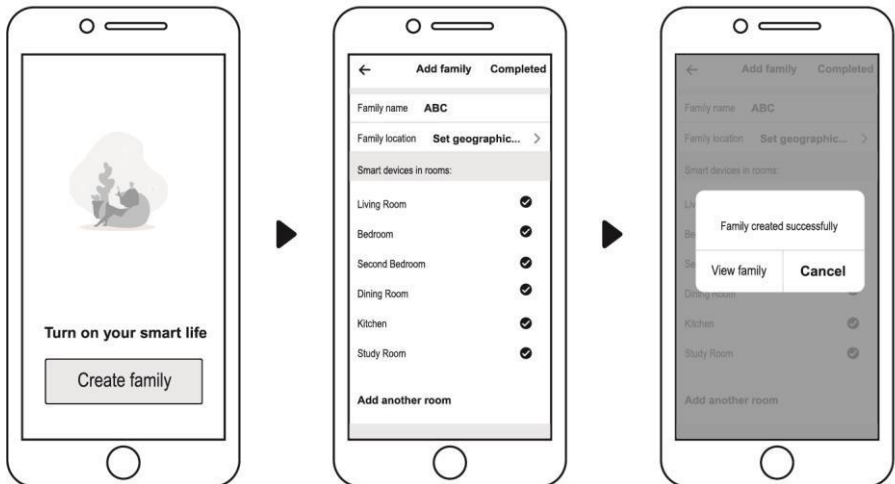 Turn on your smart life
Create family
Add family Completed
Family name ABC
Family location Set geographic... >
Smart devices in rooms:
Living Room
Bedroom
Second Bedroom
Dining Room
Kitchen
Study Room
Add another room
Add family Completed
Family name ABC
Family location Set geographic... >
Smart devices in rooms:
Liv
Be
Family created successfully
Se
View family Cancel
Dining Room
Kitchen
Study Room
Add another room